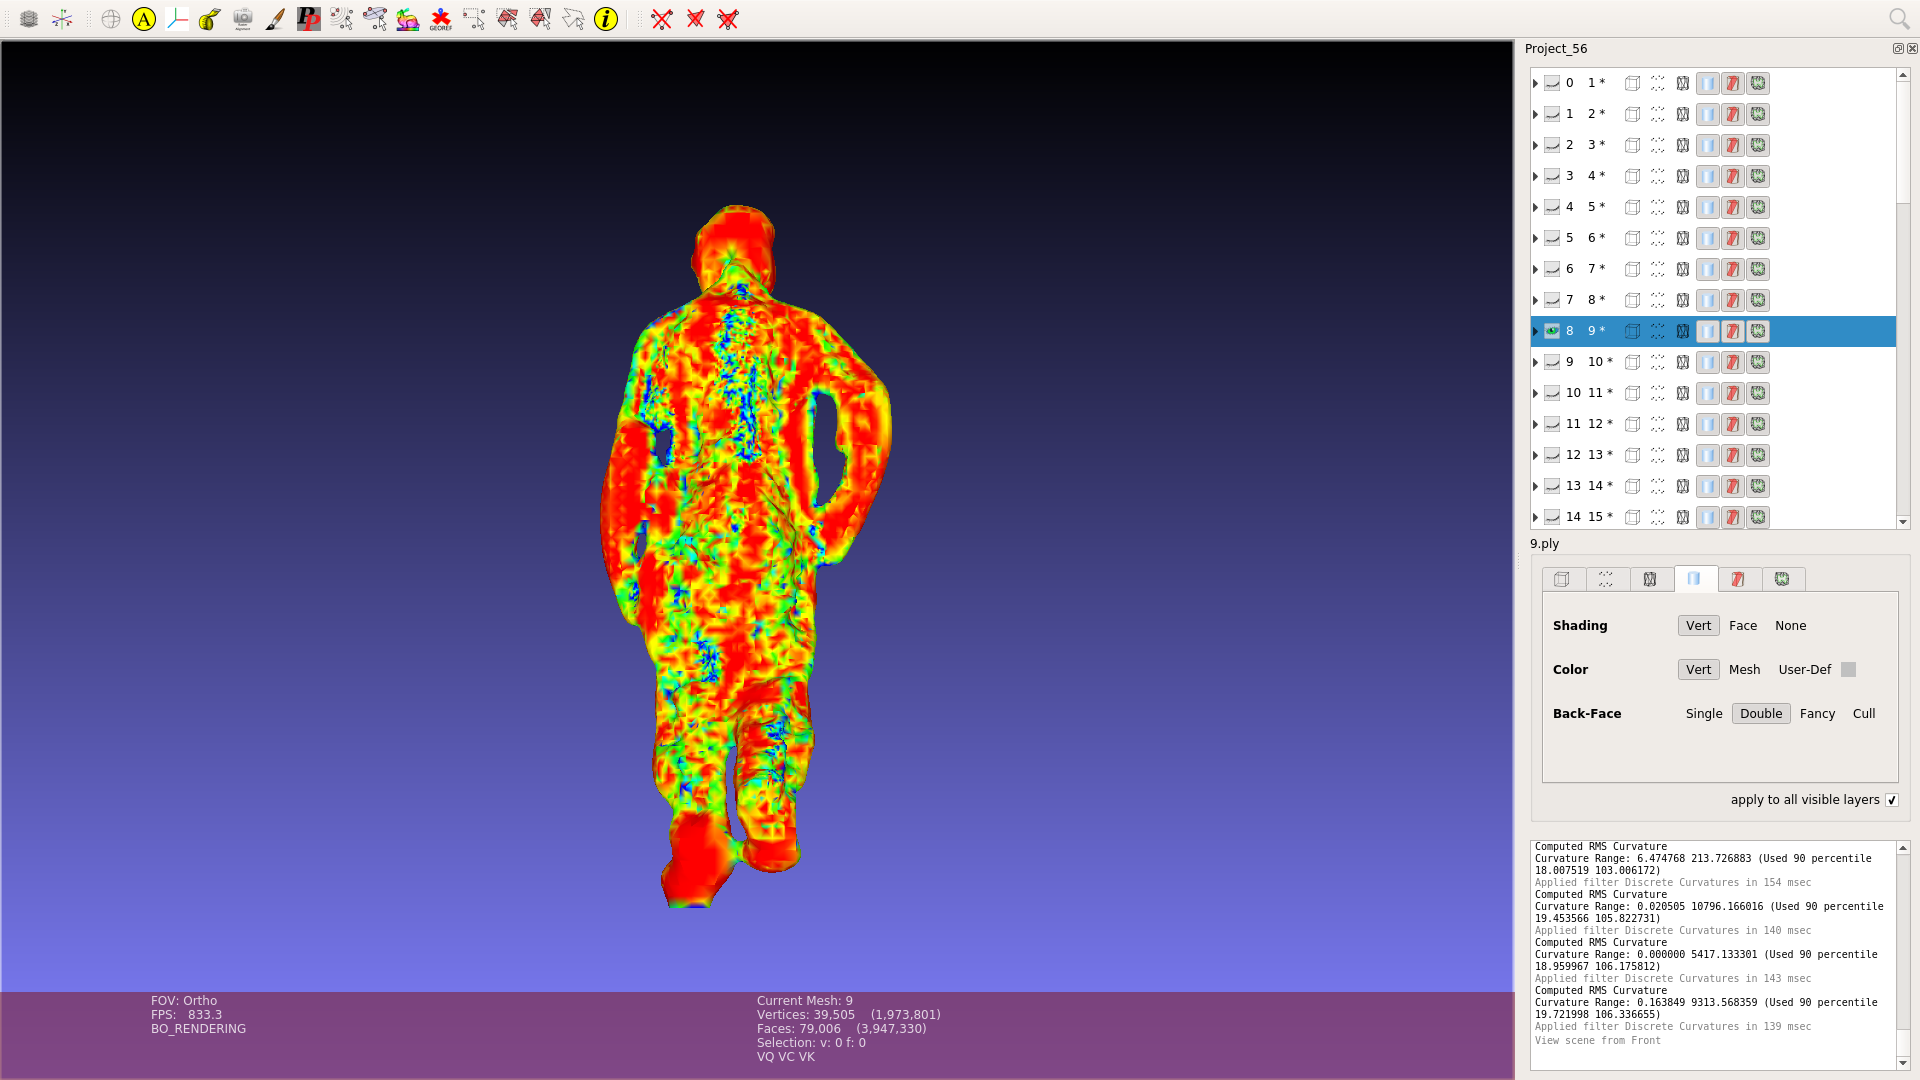 A
PP
GEOREF
i
Project_56
0 1 *
1 2 *
2 3 *
3 4 *
4 5 *
5 6 *
6 7 *
7 8 *
8 9 *
9 10 *
10 11 *
11 12 *
12 13 *
13 14 *
14 15 *
9.ply
Shading Vert Face None
Color Vert Mesh User-Def
Back-Face Single Double Fancy Cull
apply to all visible layers
Computed RMS Curvature
Curvature Range: 6.474768 213.726883 (Used 90 percentile
18.007519 103.006172)
Applied filter Discrete Curvatures in 154 msec
Computed RMS Curvature
Curvature Range: 0.020505 10796.166016 (Used 90 percentile
19.453566 105.822731)
Applied filter Discrete Curvatures in 140 msec
Computed RMS Curvature
Curvature Range: 0.000000 5417.133301 (Used 90 percentile
18.959967 106.175812)
Applied filter Discrete Curvatures in 143 msec
Computed RMS Curvature
Curvature Range: 0.163849 9313.568359 (Used 90 percentile
19.721998 106.336655)
Applied filter Discrete Curvatures in 139 msec
View scene from Front
FOV: Ortho
FPS: 833.3
BO_RENDERING
Current Mesh: 9
Vertices: 39,505 (1,973,801)
Faces: 79,006 (3,947,330)
Selection: v: 0 f: 0
VQ VC VK